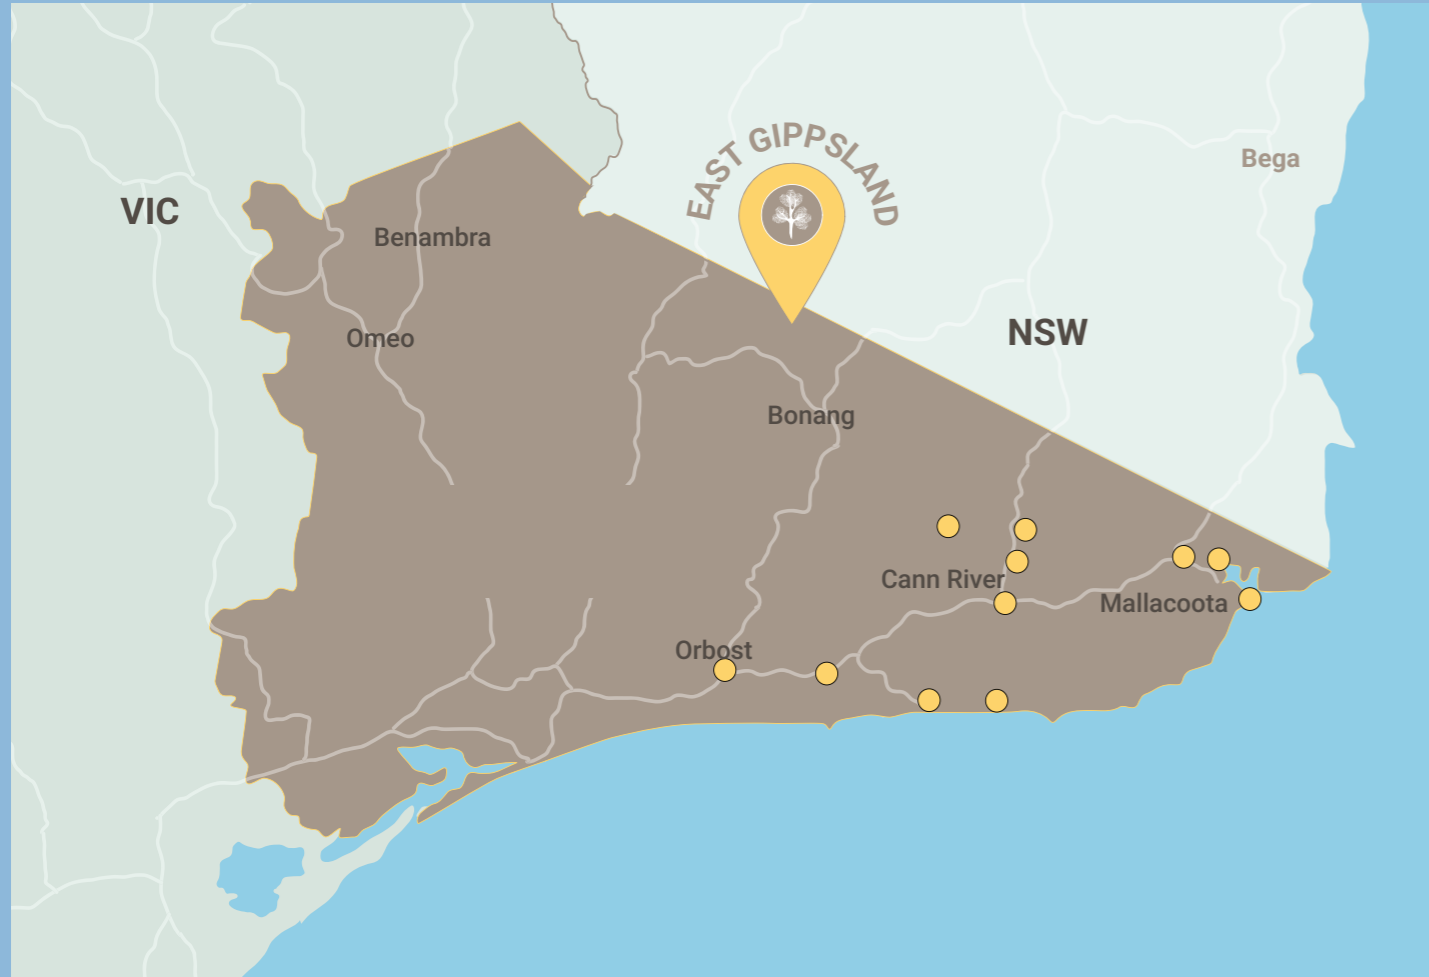 EAST GIPPSLAND
Bega
VIC
Benambra
NSW
Omeo
Bonang
Cann River
Mallacoota
Orbost